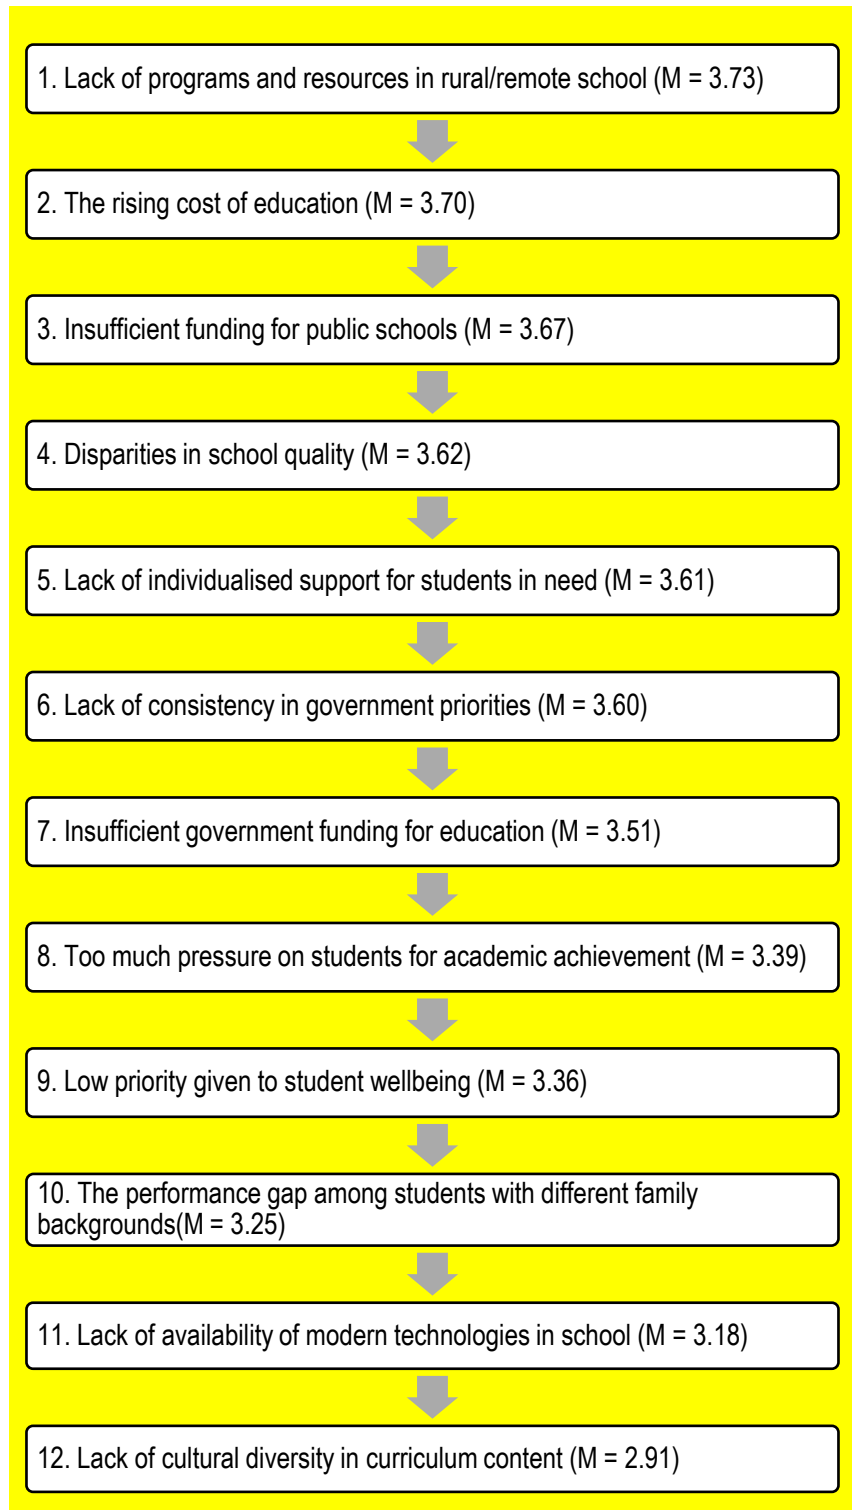 1. Lack of programs and resources in rural/remote school (M = 3.73)
2. The rising cost of education (M = 3.70)
3. Insufficient funding for public schools (M = 3.67)
4. Disparities in school quality (M = 3.62)
5. Lack of individualised support for students in need (M = 3.61)
6. Lack of consistency in government priorities (M = 3.60)
7. Insufficient government funding for education (M = 3.51)
8. Too much pressure on students for academic achievement (M = 3.39)
9. Low priority given to student wellbeing (M = 3.36)
10. The performance gap among students with different family
backgrounds(M = 3.25)
11. Lack of availability of modern technologies in school (M = 3.18)
12. Lack of cultural diversity in curriculum content (M = 2.91)